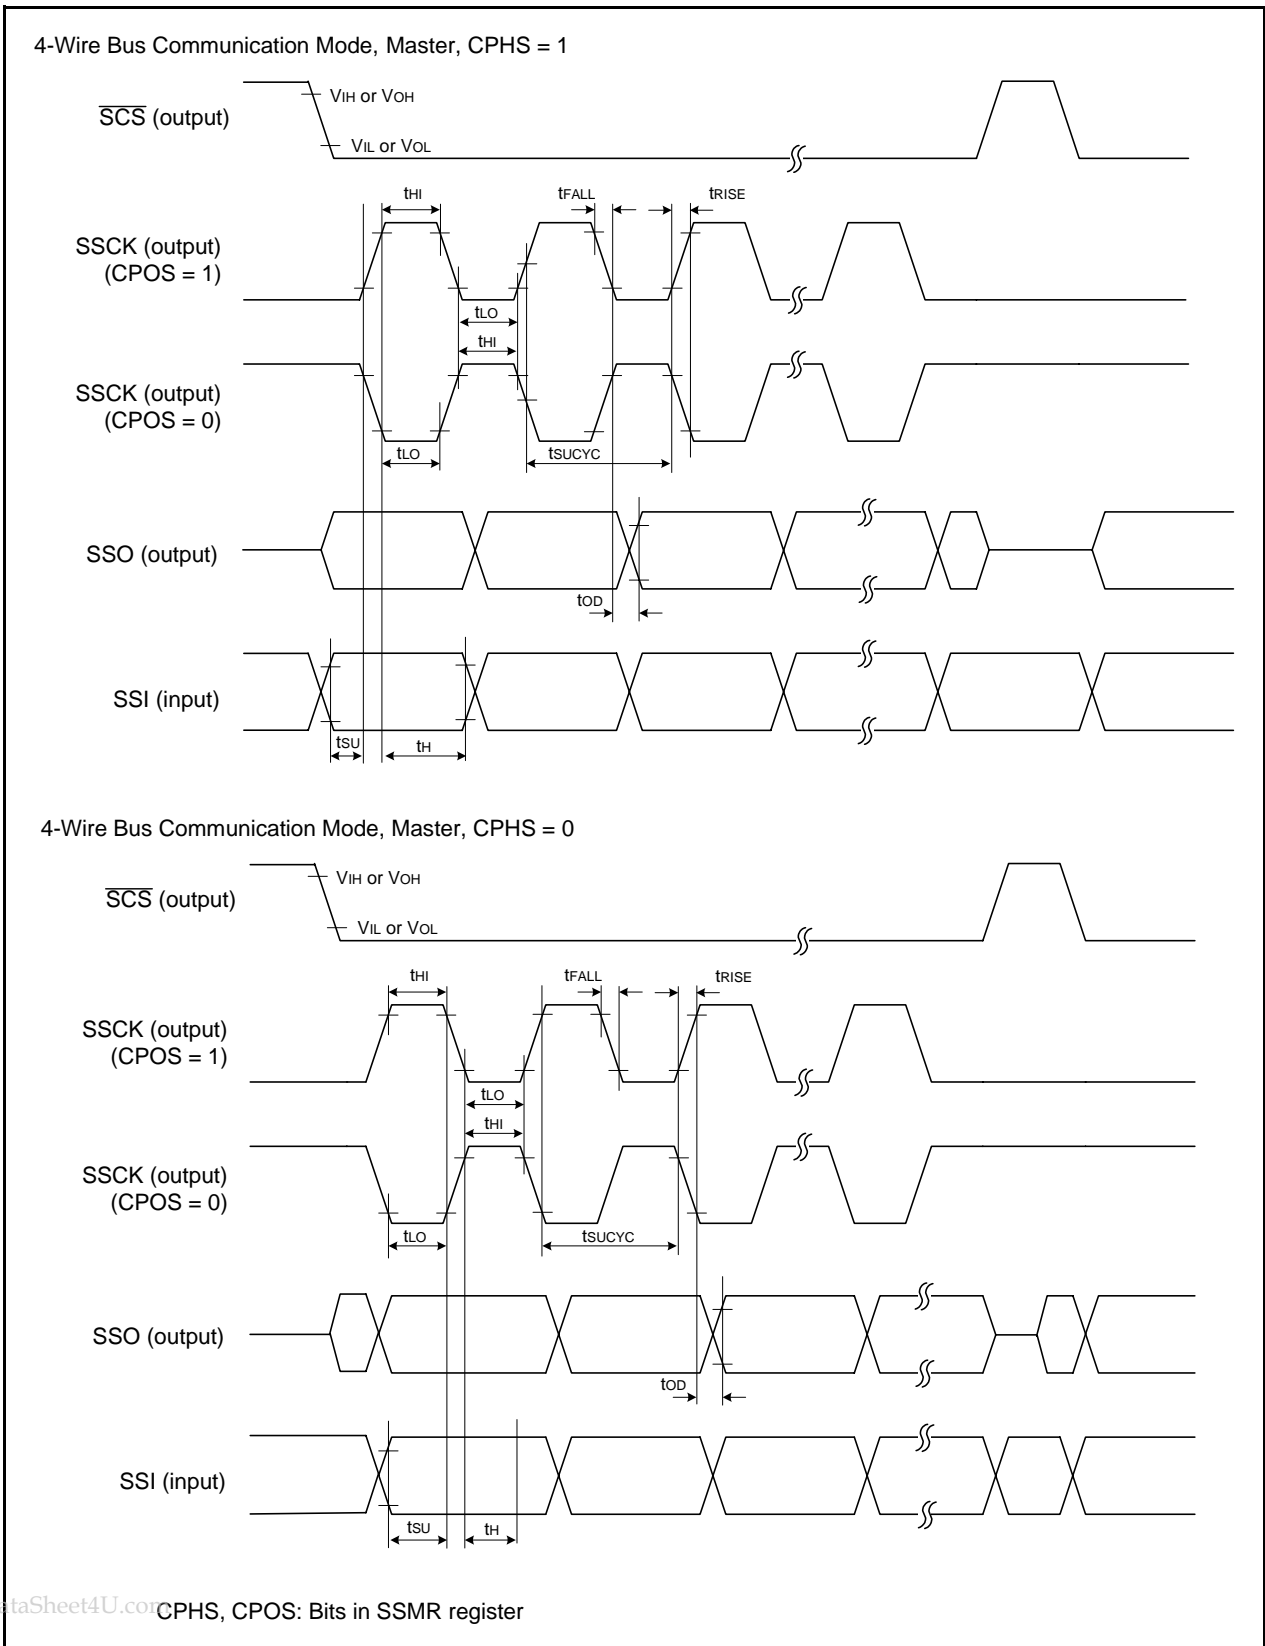 4-Wire Bus Communication Mode, Master, CPHS = 1
VIH or VOH
SCS (output)
VIL or VOL
tHI
tFALL
tRISE
SSCK (output)
(CPOS = 1)
tLO
tHI
SSCK (output)
(CPOS = 0)
tLO
tSUCYC
SSO (output)
tOD
SSI (input)
tSU
tH
4-Wire Bus Communication Mode, Master, CPHS = 0
VIH or VOH
SCS (output)
VIL or VOL
tHI
tFALL
tRISE
SSCK (output)
(CPOS = 1)
tLO
tHI
SSCK (output)
(CPOS = 0)
tLO
tSUCYC
SSO (output)
tOD
SSI (input)
tSU
tH
ataSheet4U.com
CPHS, CPOS: Bits in SSMR register